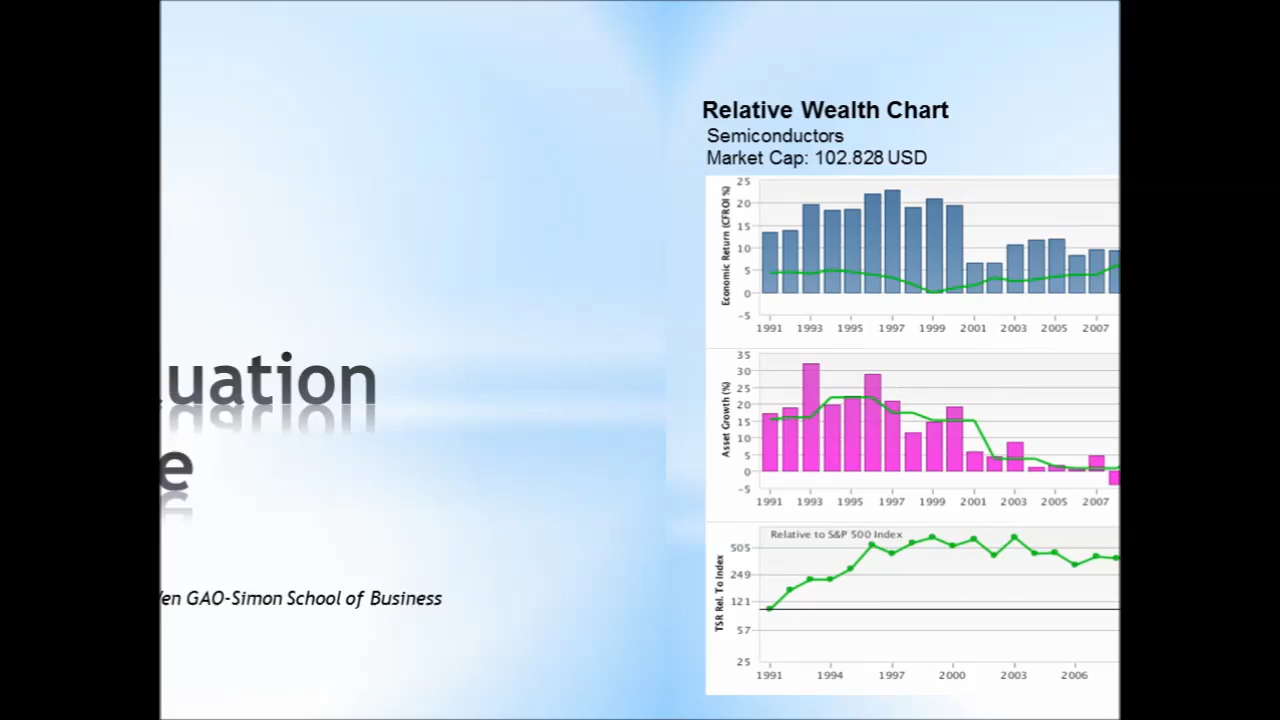 uation
e
en GAO-Simon School of Business
Relative Wealth Chart
Semiconductors
Market Cap: 102.828 USD
Economic Return (CFROI %)
25
20
15
10
5
0
-5
1991 1993 1995 1997 1999 2001 2003 2005 2007
Asset Growth (%)
35
30
25
20
15
10
5
0
-5
1991 1993 1995 1997 1999 2001 2003 2005 2007
Relative to S&P 500 Index
TSR Rel. To Index
505
249
121
57
25
1991 1994 1997 2000 2003 2006